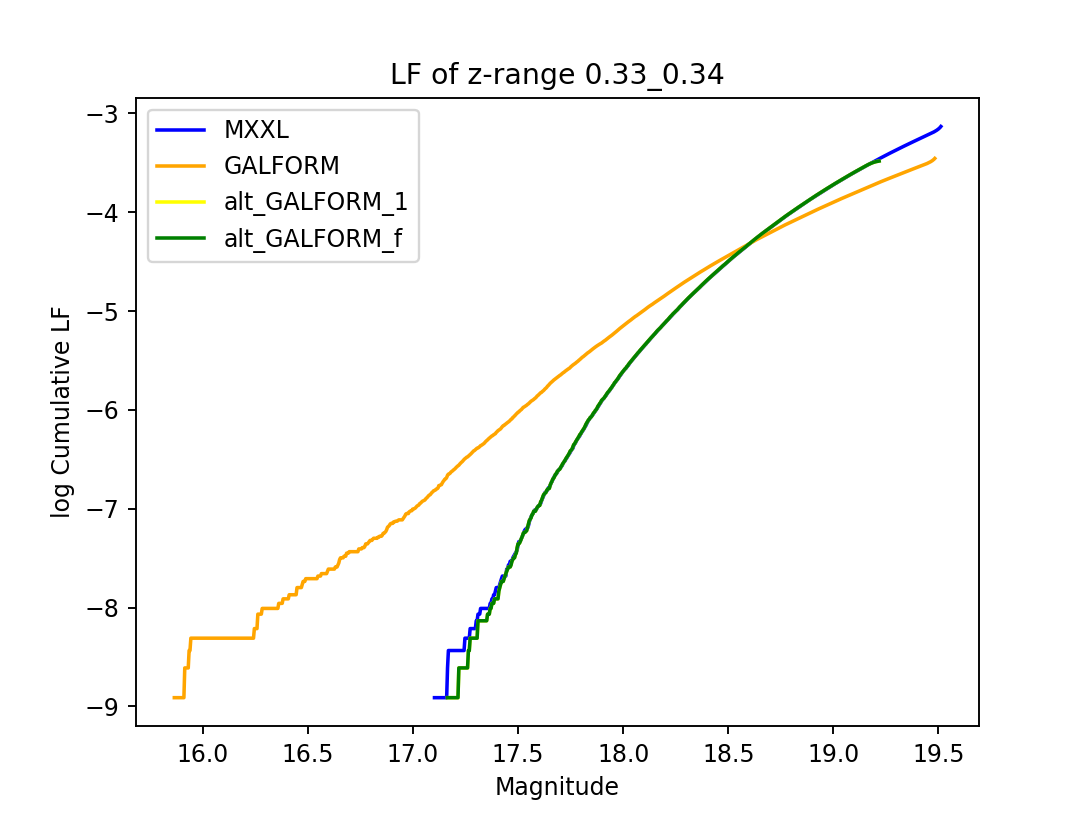 LF of z-range 0.33_0.34
MXXL
GALFORM
alt_GALFORM_1
alt_GALFORM_f
−3
−4
−5
−6
−7
−8
−9
log Cumulative LF
16.0 16.5 17.0 17.5 18.0 18.5 19.0 19.5
Magnitude